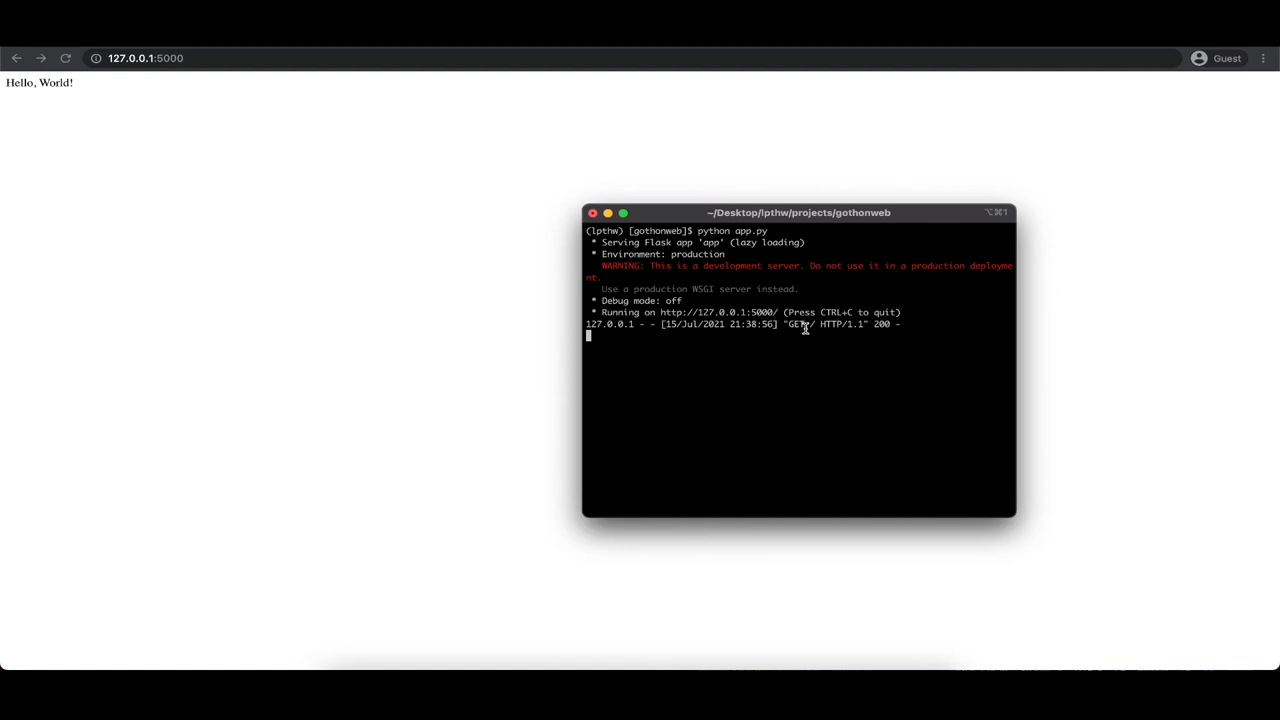 127.0.0.1:5000
Guest
Hello, World!
~/Desktop/lpthw/projects/gothonweb
⌥⌘1
(lpthw) [gothonweb]$ python app.py
* Serving Flask app 'app' (lazy loading)
* Environment: production
WARNING: This is a development server. Do not use it in a production deployme
nt.
Use a production WSGI server instead.
* Debug mode: off
* Running on http://127.0.0.1:5000/ (Press CTRL+C to quit)
127.0.0.1 - - [15/Jul/2021 21:38:56] "GET / HTTP/1.1" 200 -